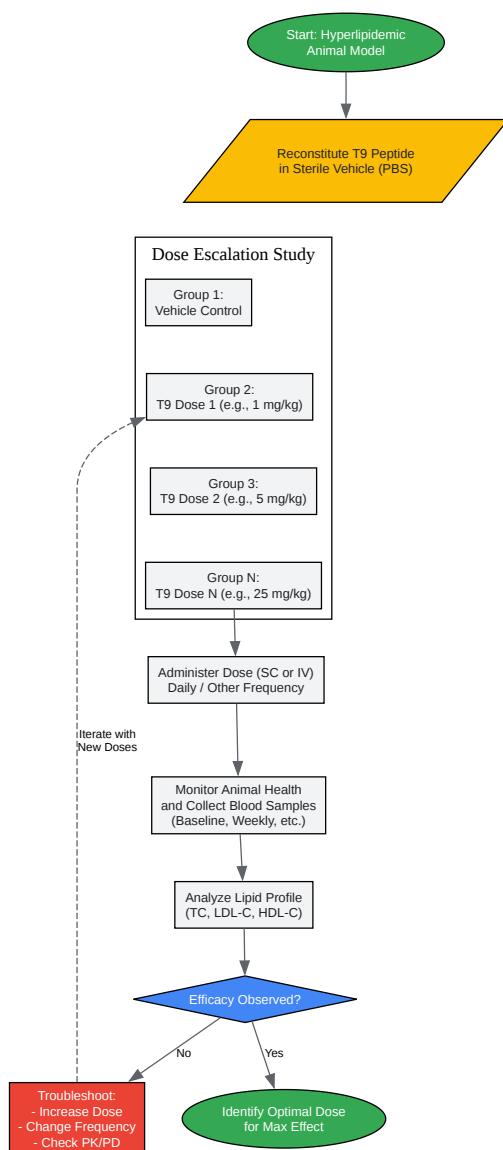 Start: Hyperlipidemic
Animal Model
Reconstitute T9 Peptide
in Sterile Vehicle (PBS)
Dose Escalation Study
Group 1:
Vehicle Control
Group 2:
T9 Dose 1 (e.g., 1 mg/kg)
Group 3:
T9 Dose 2 (e.g., 5 mg/kg)
Group N:
T9 Dose N (e.g., 25 mg/kg)
Administer Dose (SC or IV)
Daily / Other Frequency
Iterate with
New Doses
Monitor Animal Health
and Collect Blood Samples
(Baseline, Weekly, etc.)
Analyze Lipid Profile
(TC, LDL-C, HDL-C)
Efficacy Observed?
No
Yes
Troubleshoot:
- Increase Dose
- Change Frequency
- Check PK/PD
Identify Optimal Dose
for Max Effect